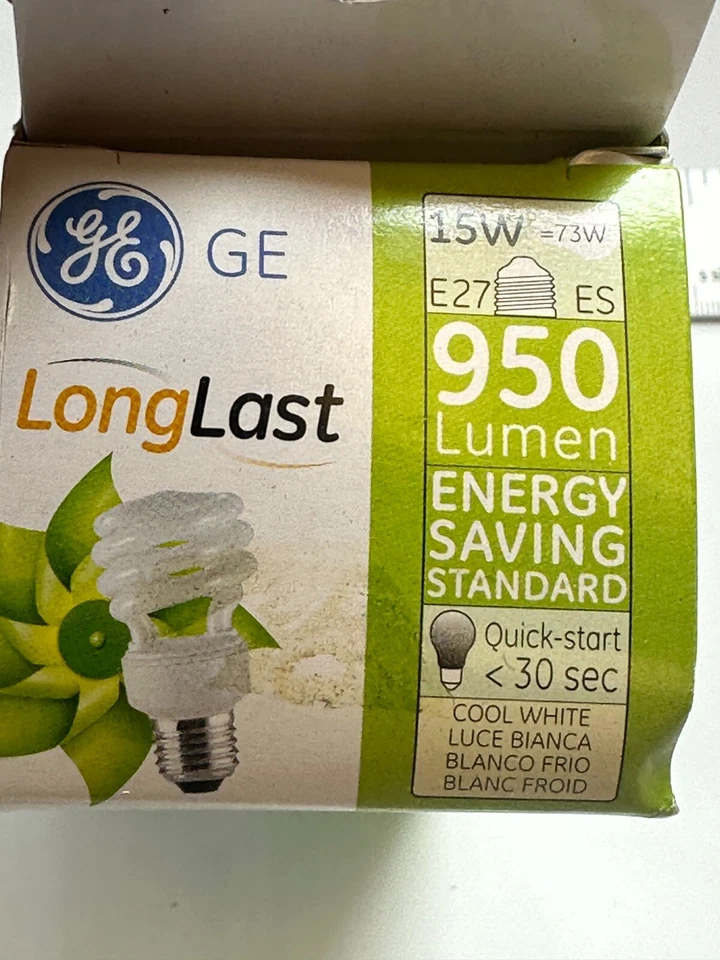 GE GE
LongLast
15W =73W
E27 ES
950
Lumen
ENERGY
SAVING
STANDARD
Quick-start
< 30 sec
COOL WHITE
LUCE BIANCA
BLANCO FRIO
BLANC FROID